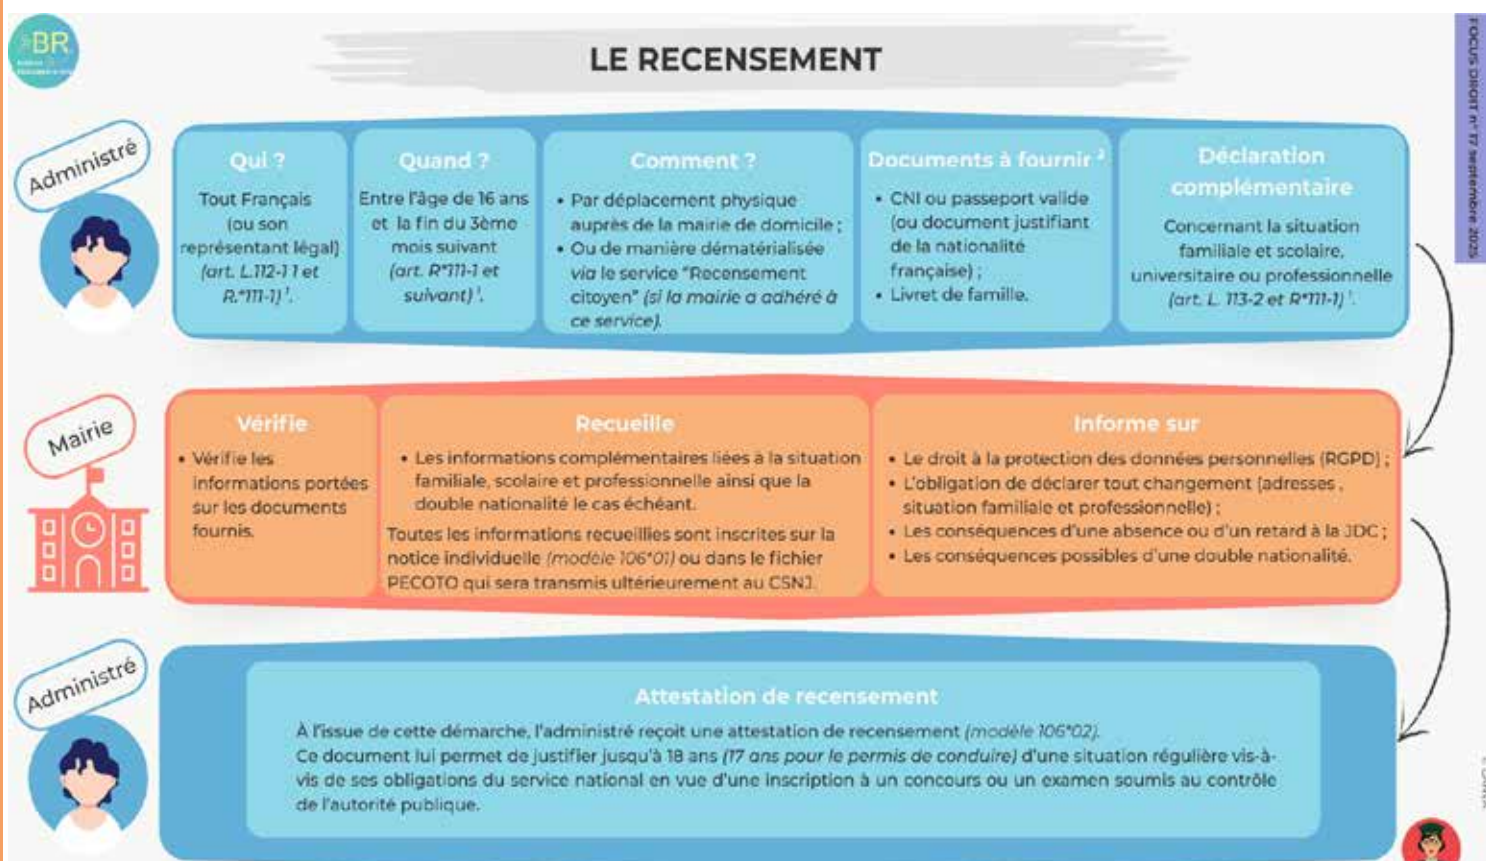 BR
LE RECENSEMENT
FOCUS DROIT n° 17 septembre 2025
Administré
Qui ?
Tout Français
(ou son
représentant légal)
(art. L.112-1 1 et
R.*111-1) ¹.
Quand ?
Entre l'âge de 16 ans
et la fin du 3ème
mois suivant
(art. R*111-1 et
suivant) ¹.
Comment ?
• Par déplacement physique
auprès de la mairie de domicile ;
• Ou de manière dématérialisée
via le service "Recensement
citoyen" (si la mairie a adhéré à
ce service).
Documents à fournir ²
• CNI ou passeport valide
(ou document justifiant
de la nationalité
française) ;
• Livret de famille.
Déclaration
complémentaire
Concernant la situation
familiale et scolaire,
universitaire ou professionnelle
(art. L. 113-2 et R*111-1) ¹.
Mairie
Vérifie
• Vérifie les
informations portées
sur les documents
fournis.
Recueille
• Les informations complémentaires liées à la situation
familiale, scolaire et professionnelle ainsi que la
double nationalité le cas échéant.
Toutes les informations recueillies sont inscrites sur la
notice individuelle (modèle 106*01) ou dans le fichier
PECOTO qui sera transmis ultérieurement au CSNJ.
Informe sur
• Le droit à la protection des données personnelles (RGPD) ;
• L'obligation de déclarer tout changement (adresses ,
situation familiale et professionnelle) ;
• Les conséquences d'une absence ou d'un retard à la JDC ;
• Les conséquences possibles d'une double nationalité.
Administré
Attestation de recensement
À l'issue de cette démarche, l'administré reçoit une attestation de recensement (modèle 106*02).
Ce document lui permet de justifier jusqu'à 18 ans (17 ans pour le permis de conduire) d'une situation régulière vis-à-
vis de ses obligations du service national en vue d'une inscription à un concours ou un examen soumis au contrôle
de l'autorité publique.